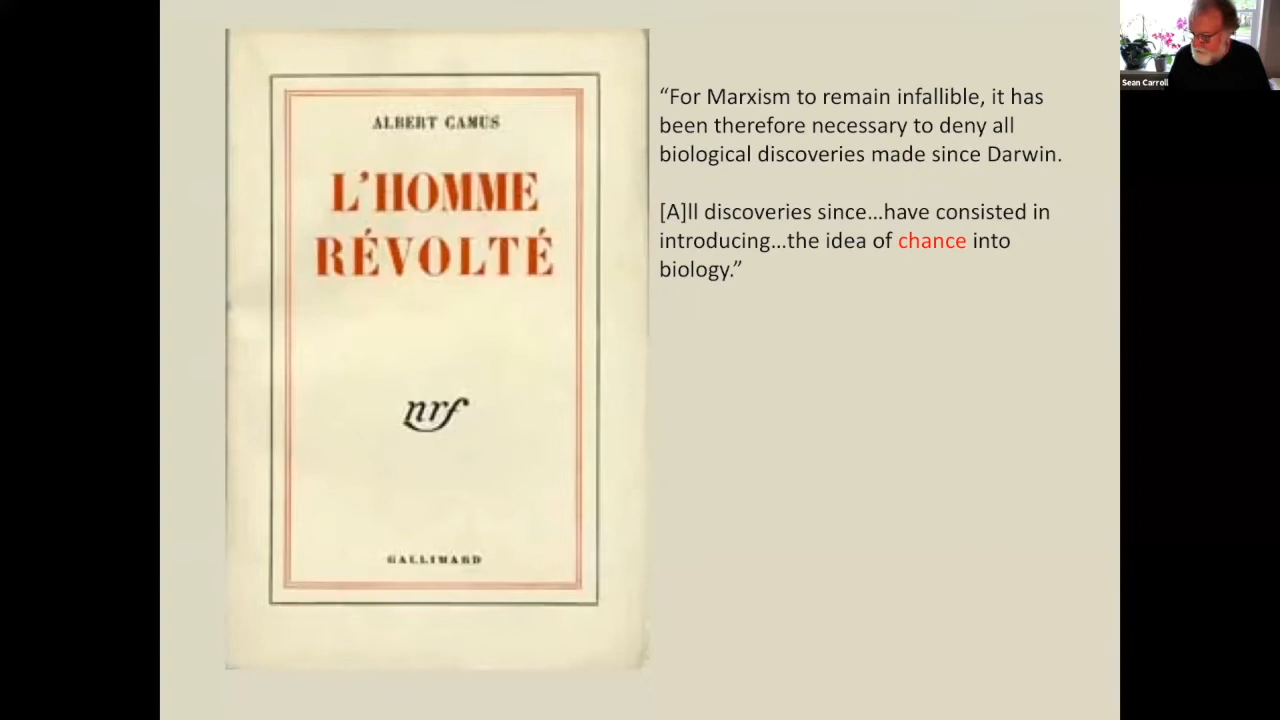 ALBERT CAMUS
L'HOMME
RÉVOLTÉ
nrf
GALLIMARD
“For Marxism to remain infallible, it has
been therefore necessary to deny all
biological discoveries made since Darwin.
[A]ll discoveries since…have consisted in
introducing…the idea of chance into
biology.”
Sean Carroll